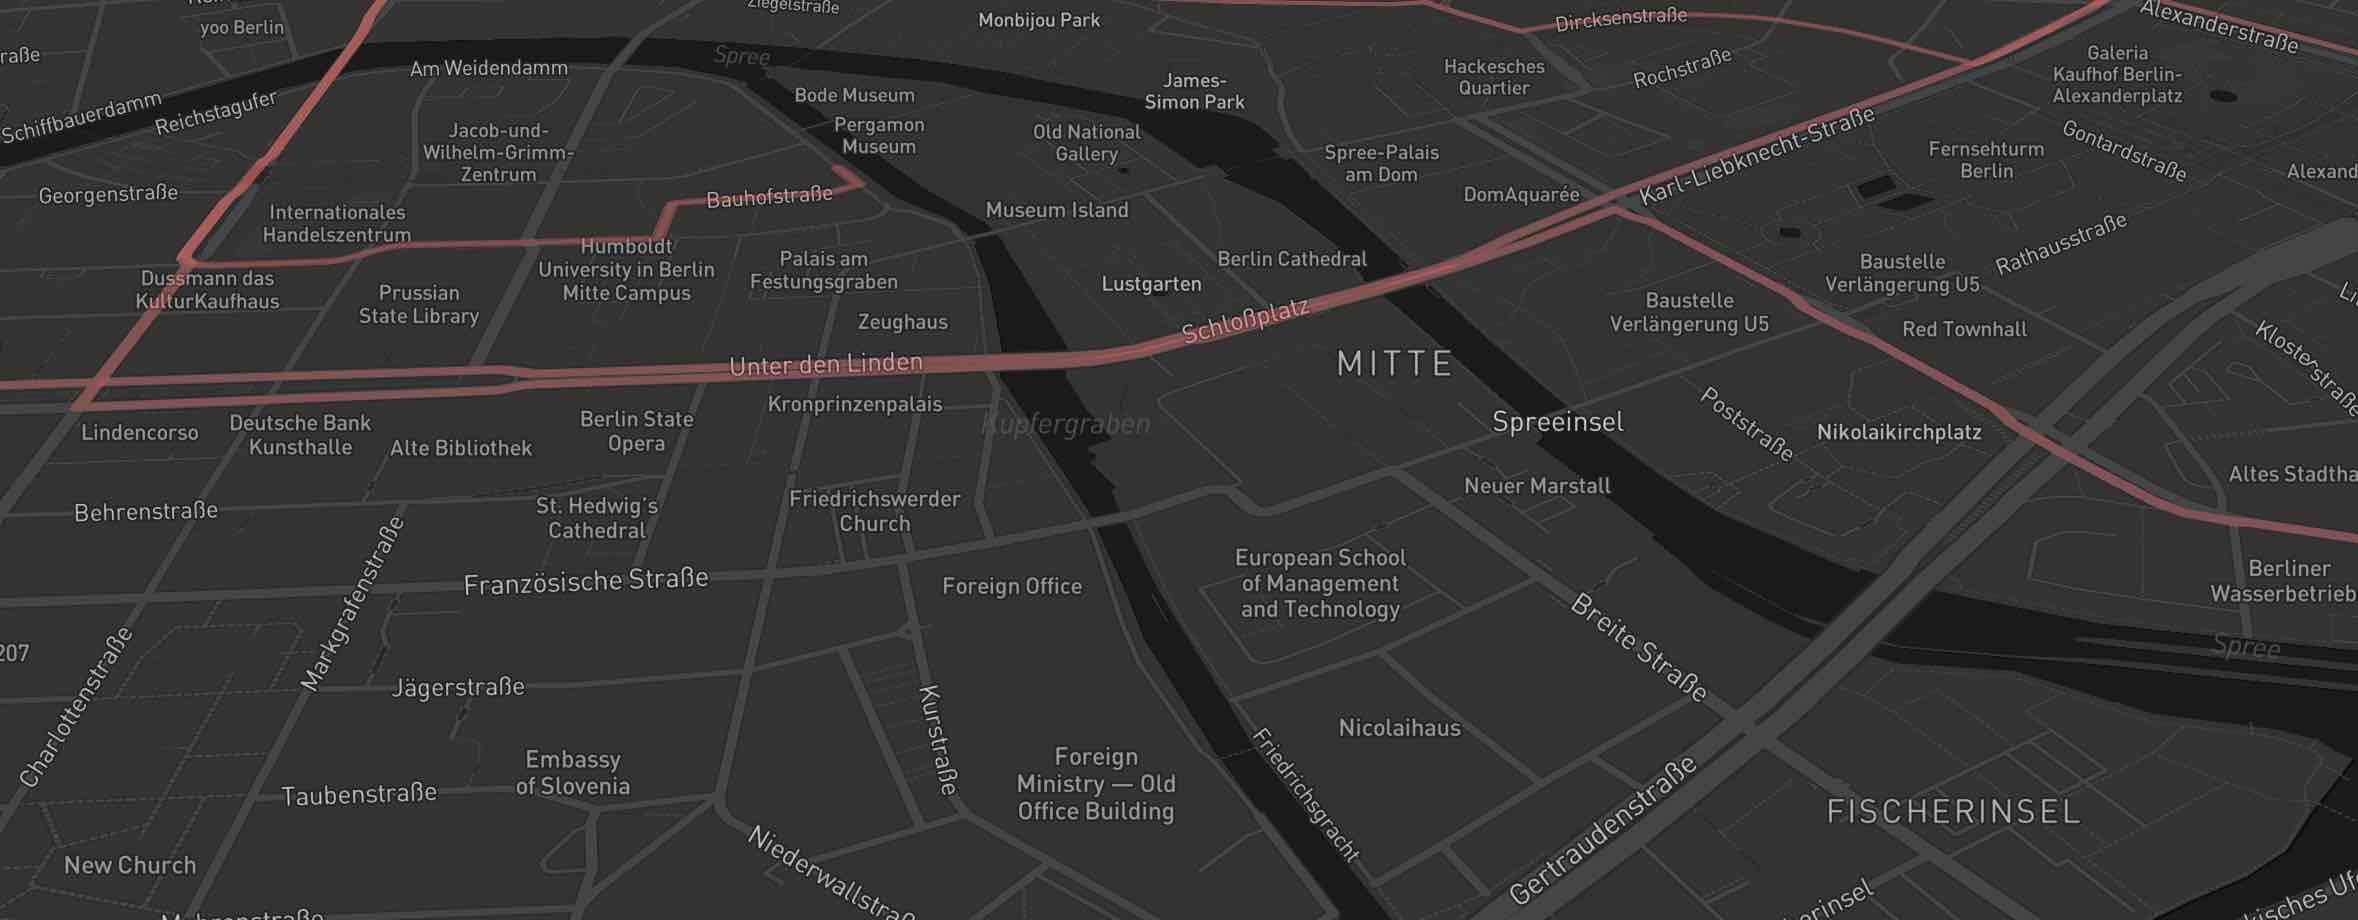 yoo Berlin
Ziegelstraße
Monbijou Park
Dircksenstraße
Alexanderstraße
raße
Am Weidendamm
Spree
Bode Museum
James-
Simon Park
Hackesches
Quartier
Rochstraße
Galeria
Kaufhof Berlin-
Alexanderplatz
Schiffbauerdamm
Reichstagufer
Jacob-und-
Wilhelm-Grimm-
Zentrum
Pergamon
Museum
Old National
Gallery
Spree-Palais
am Dom
Karl-Liebknecht-Straße
Fernsehturm
Berlin
Gontardstraße
Alexand
Georgenstraße
Internationales
Handelszentrum
Bauhofstraße
Museum Island
DomAquarée
Rathausstraße
Dussmann das
KulturKaufhaus
Humboldt
University in Berlin
Mitte Campus
Palais am
Festungsgraben
Berlin Cathedral
Baustelle
Verlängerung U5
Prussian
State Library
Zeughaus
Lustgarten
Schloßplatz
Baustelle
Verlängerung U5
Red Townhall
Klosterstraße
Unter den Linden
MITTE
Lindencorso
Deutsche Bank
Kunsthalle
Alte Bibliothek
Berlin State
Opera
Kronprinzenpalais
Kupfergraben
Spreeinsel
Poststraße
Nikolaikirchplatz
Altes Stadtha
Behrenstraße
St. Hedwig's
Cathedral
Friedrichswerder
Church
Neuer Marstall
Markgrafenstraße
Französische Straße
Foreign Office
European School
of Management
and Technology
Breite Straße
Berliner
Wasserbetrieb
Spree
207
Charlottenstraße
Jägerstraße
Kurstraße
Nicolaihaus
Taubenstraße
Embassy
of Slovenia
Foreign
Ministry — Old
Office Building
Friedrichsgracht
Gertraudenstraße
FISCHERINSEL
New Church
Niederwallstraß
erinsel
kisches Ufe